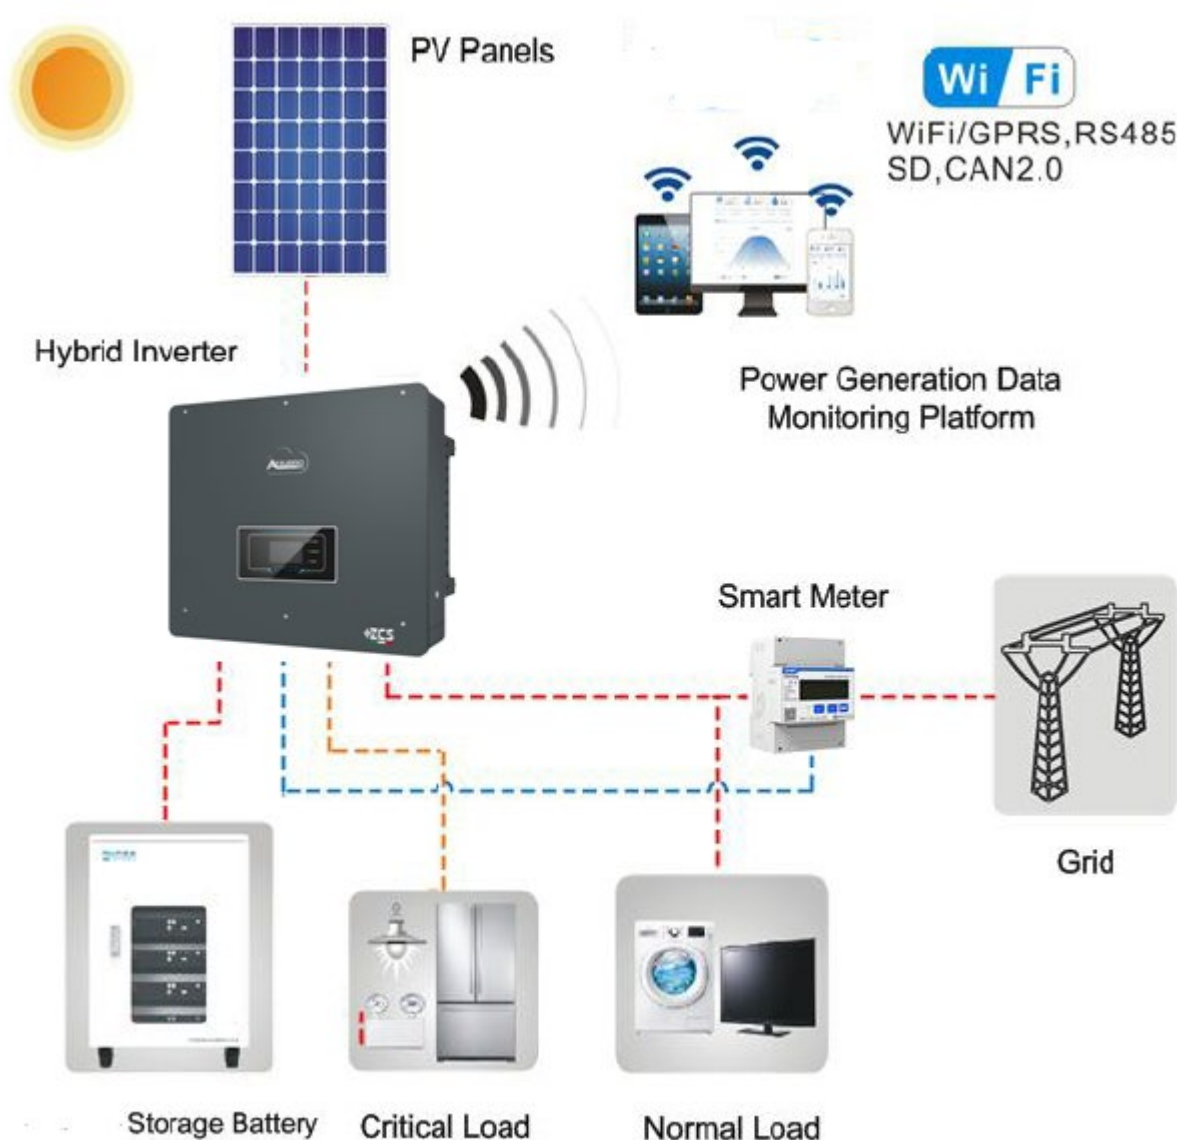 PV Panels
Wi Fi
WiFi/GPRS,RS485
SD,CAN2.0
Hybrid Inverter
Power Generation Data
Monitoring Platform
ZCS
Smart Meter
Grid
Storage Battery
Critical Load
Normal Load